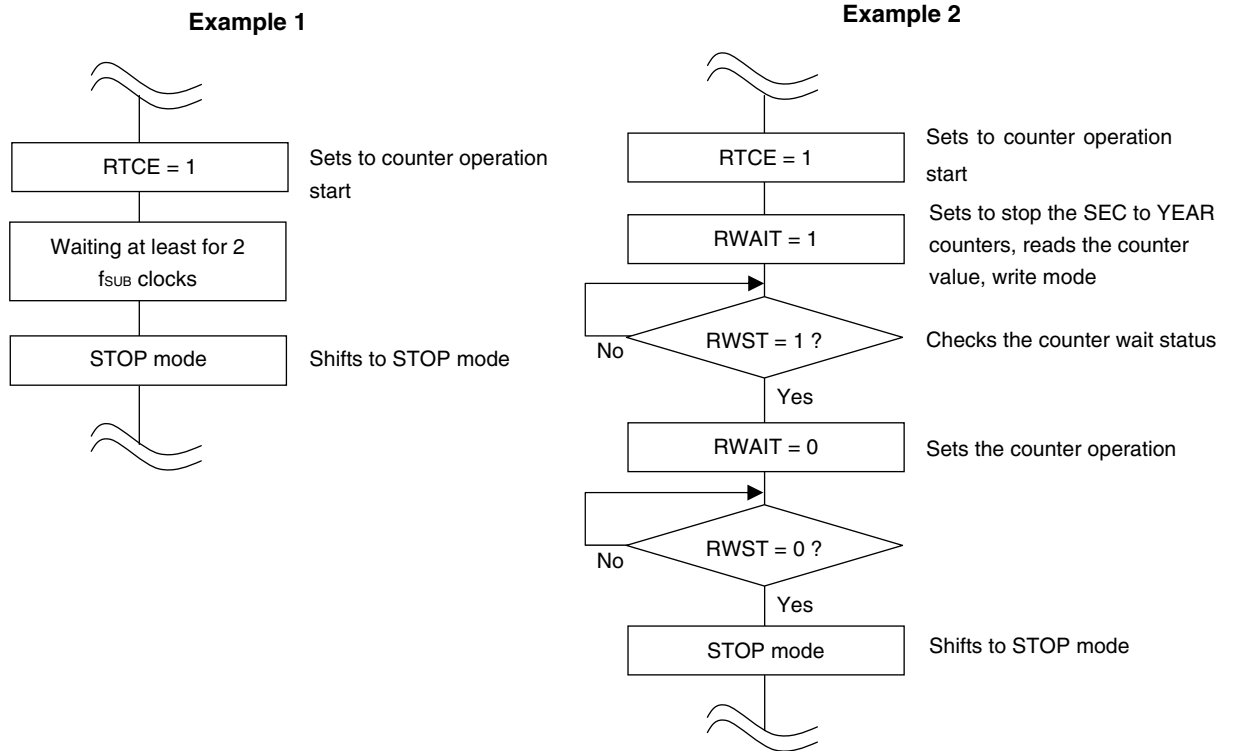 Example 1
RTCE = 1
Sets to counter operation
start
Waiting at least for 2
fSUB clocks
STOP mode
Shifts to STOP mode
Example 2
RTCE = 1
Sets to counter operation
start
RWAIT = 1
Sets to stop the SEC to YEAR
counters, reads the counter
value, write mode
RWST = 1 ?
Checks the counter wait status
No
Yes
RWAIT = 0
Sets the counter operation
RWST = 0 ?
No
Yes
STOP mode
Shifts to STOP mode